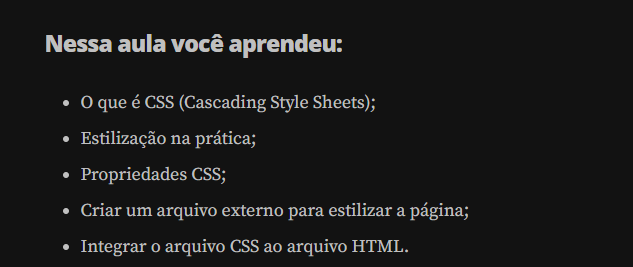 Nessa aula você aprendeu:
• O que é CSS (Cascading Style Sheets);
• Estilização na prática;
• Propriedades CSS;
• Criar um arquivo externo para estilizar a página;
• Integrar o arquivo CSS ao arquivo HTML.